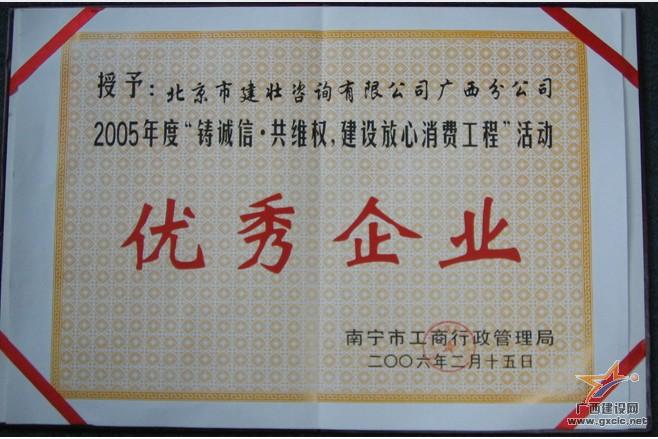 授予:北京市建壮咨询有限公司广西分公司
2005年度“铸诚信·共维权,建设放心消费工程”活动
优秀企业
南宁市工商行政管理局
二〇〇六年二月十五日
广西建设网
www.gxcic.net